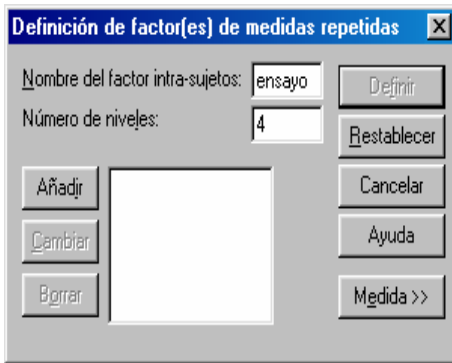 Definición de factor(es) de medidas repetidas
Nombre del factor intra-sujetos: ensayo
Número de niveles: 4
Definir
Restablecer
Cancelar
Ayuda
Medida >>
Añadir
Cambiar
Borrar